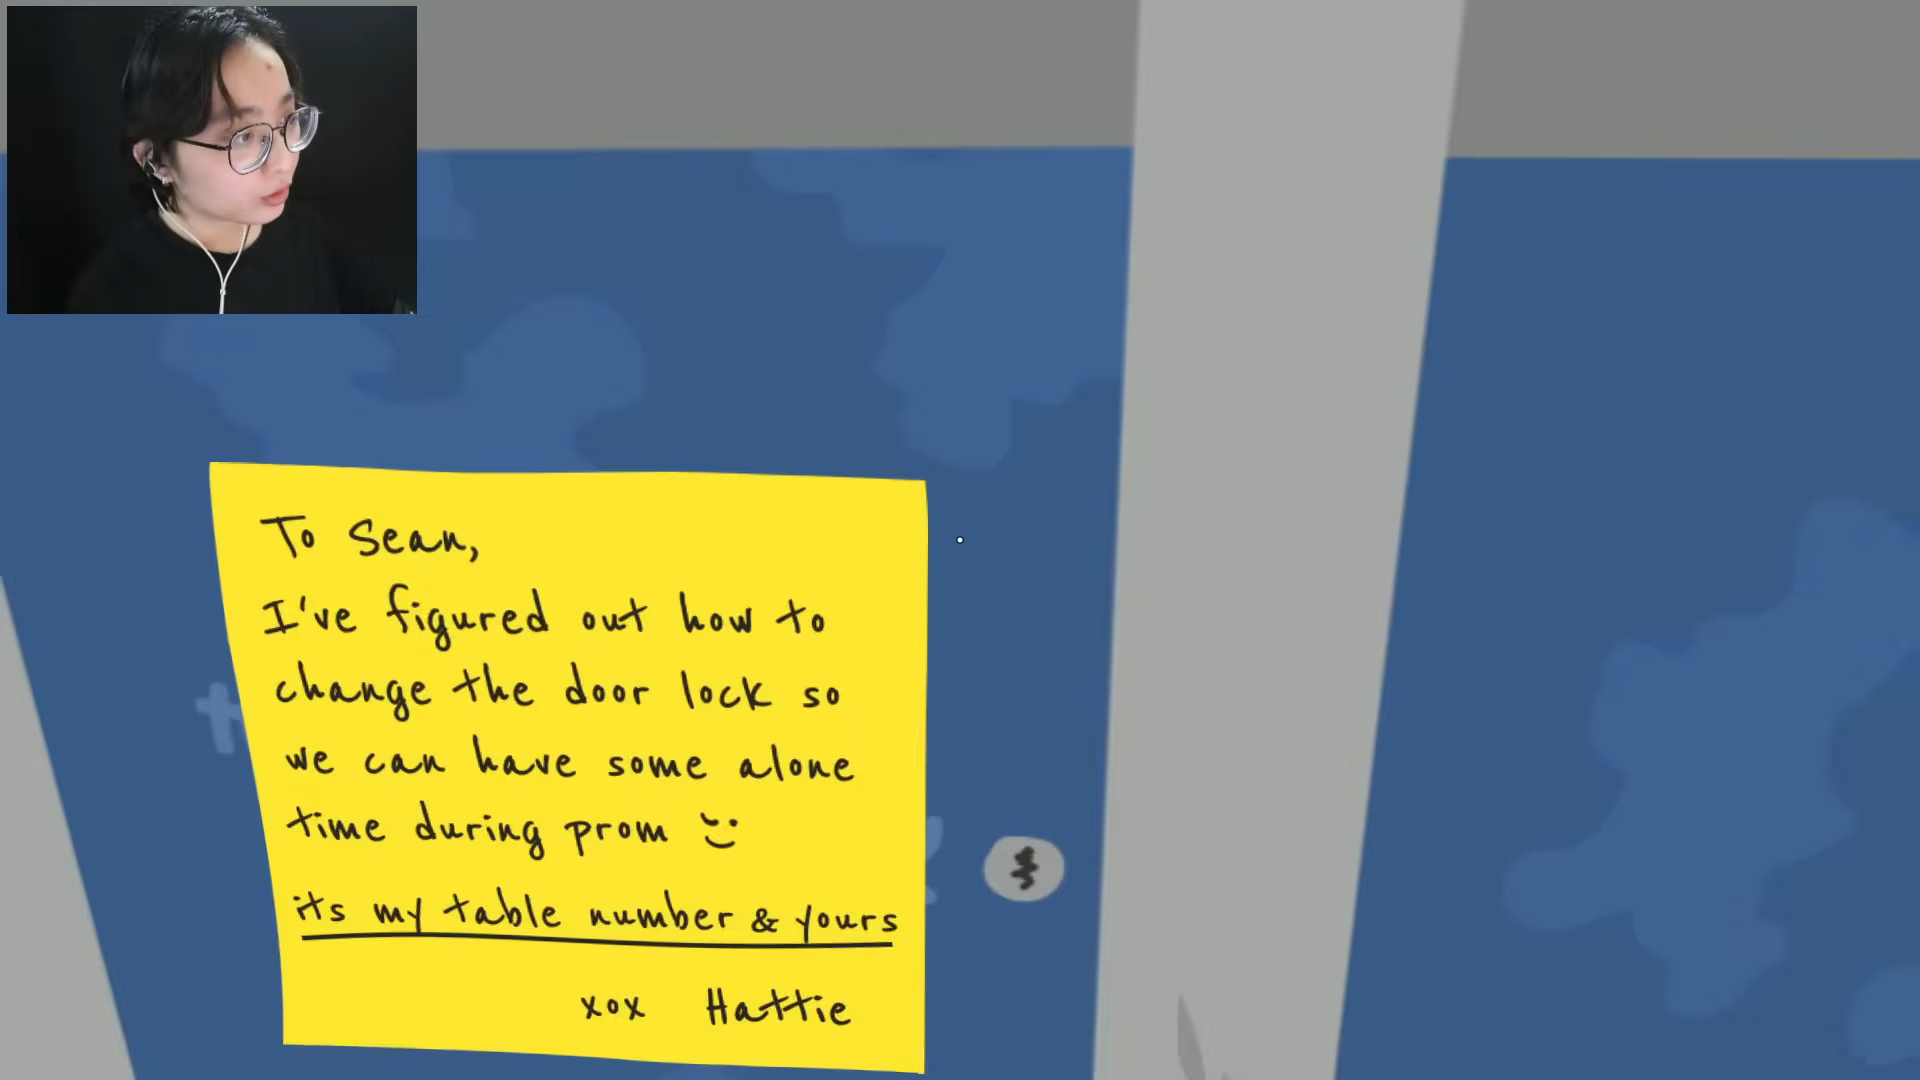 To Sean,
I've figured out how to
change the door lock so
we can have some alone
time during prom
its my table number & yours
xox Hattie